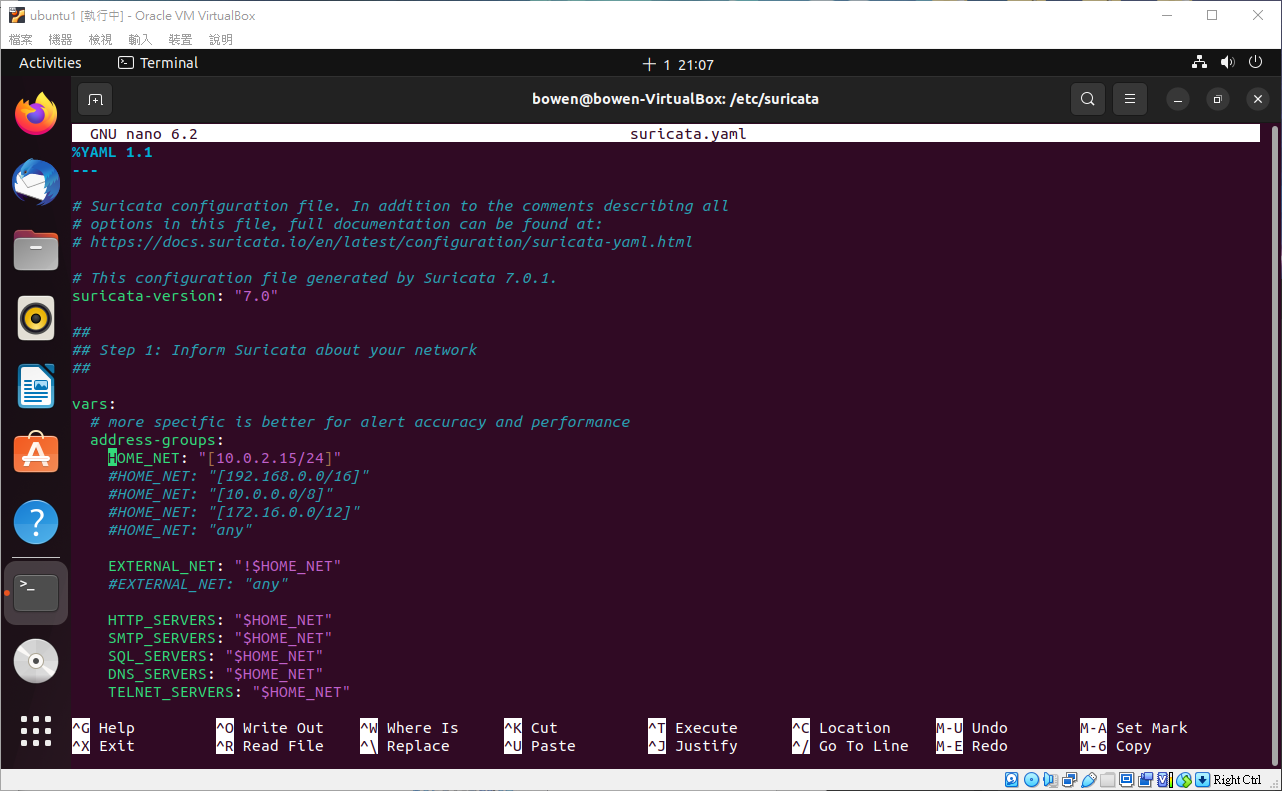 ubuntu1 [執行中] - Oracle VM VirtualBox
檔案 機器 檢視 輸入 裝置 說明
Activities Terminal 1 21:07
bowen@bowen-VirtualBox: /etc/suricata
GNU nano 6.2 suricata.yaml
%YAML 1.1
---
# Suricata configuration file. In addition to the comments describing all
# options in this file, full documentation can be found at:
# https://docs.suricata.io/en/latest/configuration/suricata-yaml.html
# This configuration file generated by Suricata 7.0.1.
suricata-version: "7.0"
##
## Step 1: Inform Suricata about your network
##
vars:
# more specific is better for alert accuracy and performance
address-groups:
HOME_NET: "[10.0.2.15/24]"
#HOME_NET: "[192.168.0.0/16]"
#HOME_NET: "[10.0.0.0/8]"
#HOME_NET: "[172.16.0.0/12]"
#HOME_NET: "any"
EXTERNAL_NET: "!$HOME_NET"
#EXTERNAL_NET: "any"
HTTP_SERVERS: "$HOME_NET"
SMTP_SERVERS: "$HOME_NET"
SQL_SERVERS: "$HOME_NET"
DNS_SERVERS: "$HOME_NET"
TELNET_SERVERS: "$HOME_NET"
^G Help ^O Write Out ^W Where Is ^K Cut ^T Execute ^C Location M-U Undo M-A Set Mark
^X Exit ^R Read File ^\ Replace ^U Paste ^J Justify ^/ Go To Line M-E Redo M-6 Copy
Right Ctrl